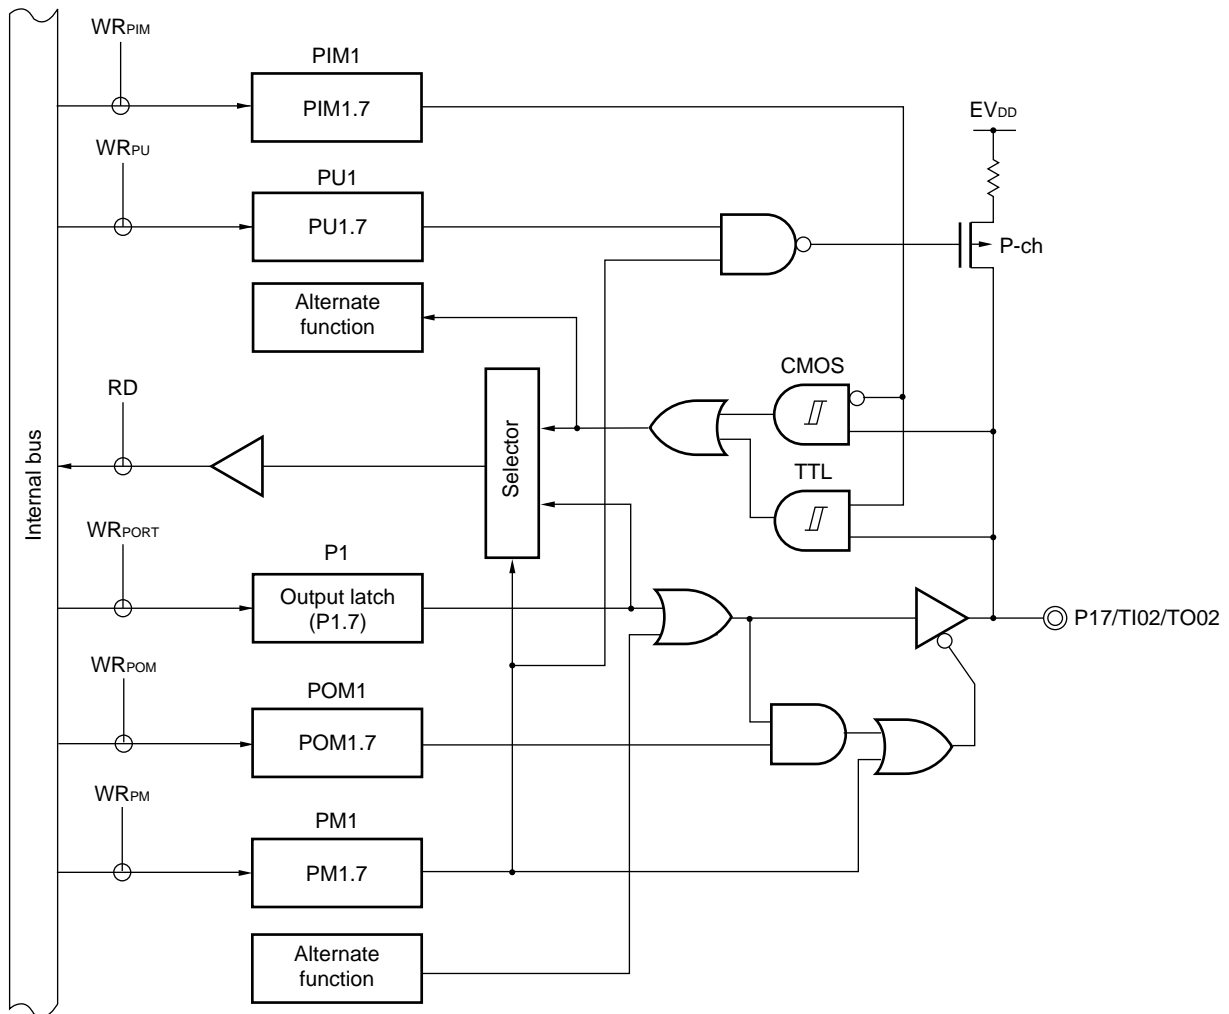 WRPIM
PIM1
PIM1.7
EVDD
WRPU
PU1
PU1.7
P-ch
Alternate
function
CMOS
RD
Selector
TTL
Internal bus
WRPORT
P1
Output latch
(P1.7)
P17/TI02/TO02
WRPOM
POM1
POM1.7
WRPM
PM1
PM1.7
Alternate
function